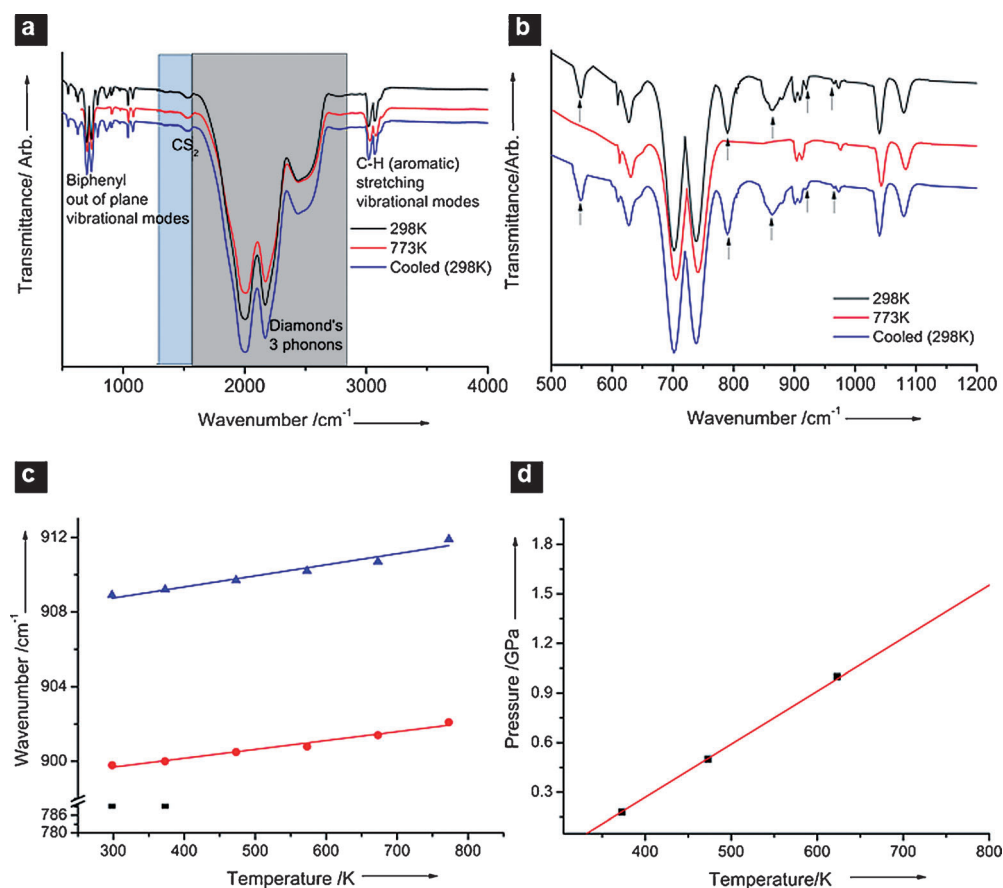 a
Transmittance/ Arb.
CS2
Biphenyl
out of plane
vibrational modes
C-H (aromatic)
stretching
vibrational modes
298K
773K
Cooled (298K)
Diamond's
3 phonons
1000 2000 3000 4000
Wavenumber /cm-1
b
Transmittance/Arb.
298K
773K
Cooled (298K)
500 600 700 800 900 1000 1100 1200
Wavenumber /cm-1
c
Wavenumber /cm-1
912
908
904
900
786
780
300 400 500 600 700 800
Temperature /K
d
Pressure /GPa
1.8
1.5
1.2
0.9
0.6
0.3
400 500 600 700 800
Temperature/K